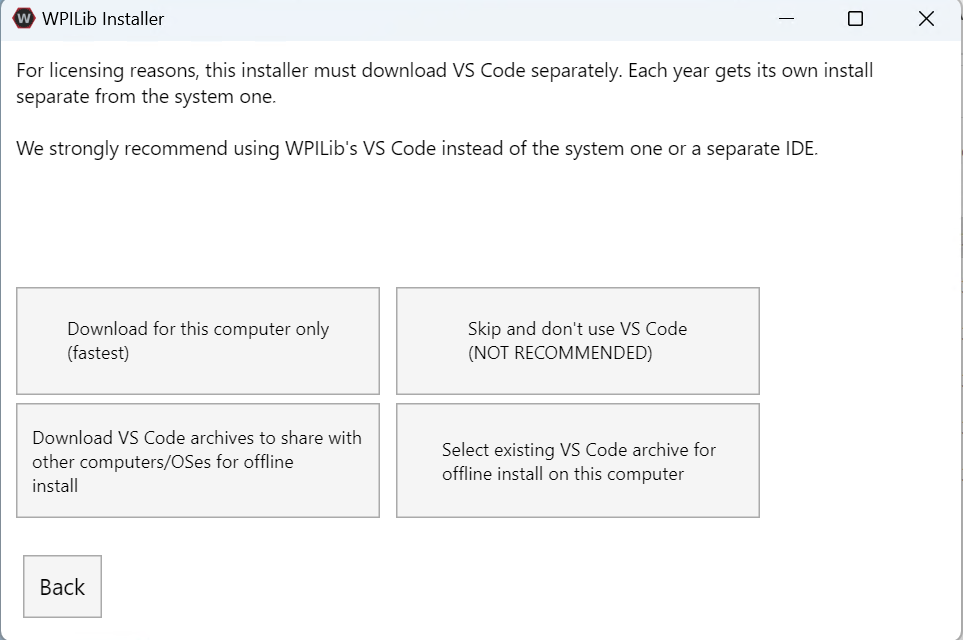 W WPILib Installer
For licensing reasons, this installer must download VS Code separately. Each year gets its own install
separate from the system one.
We strongly recommend using WPILib's VS Code instead of the system one or a separate IDE.
Download for this computer only
(fastest)
Skip and don't use VS Code
(NOT RECOMMENDED)
Download VS Code archives to share with
other computers/OSes for offline
install
Select existing VS Code archive for
offline install on this computer
Back